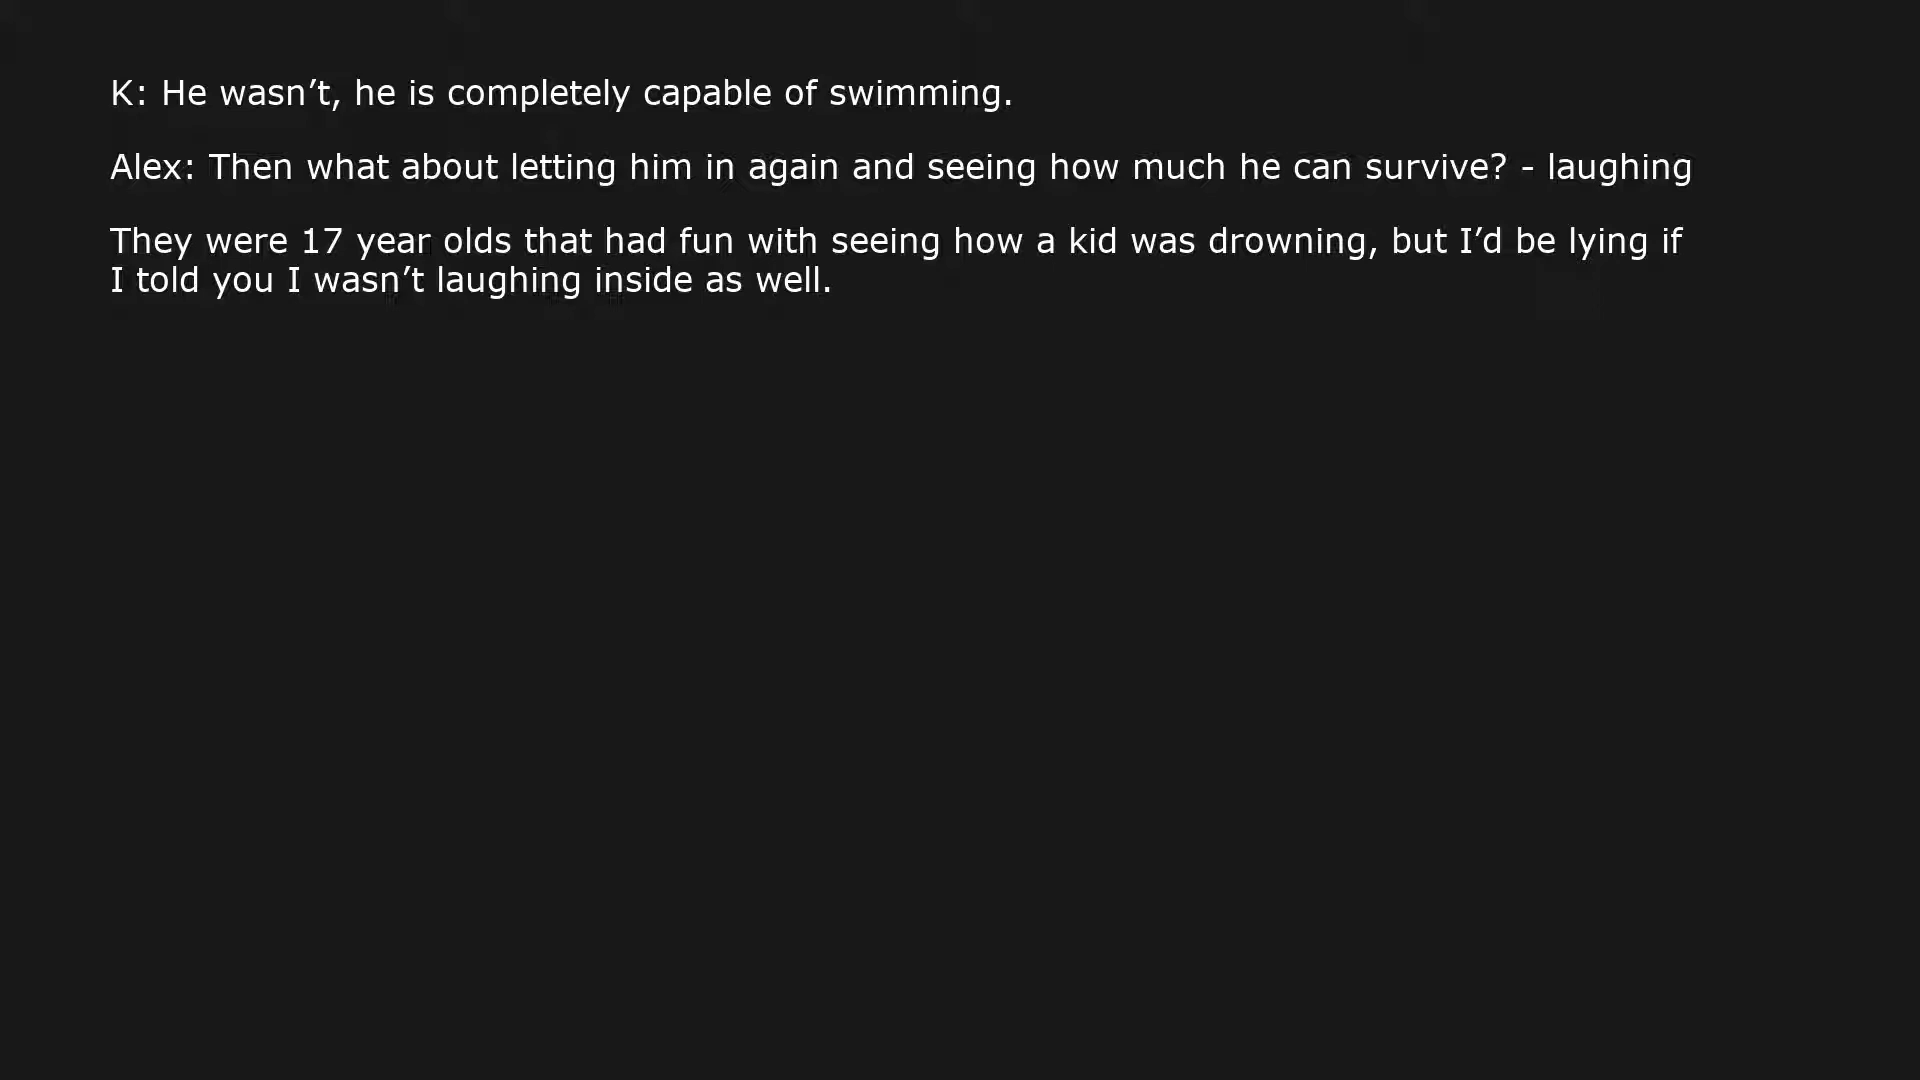 K: He wasn’t, he is completely capable of swimming.
Alex: Then what about letting him in again and seeing how much he can survive? - laughing
They were 17 year olds that had fun with seeing how a kid was drowning, but I’d be lying if
I told you I wasn’t laughing inside as well.